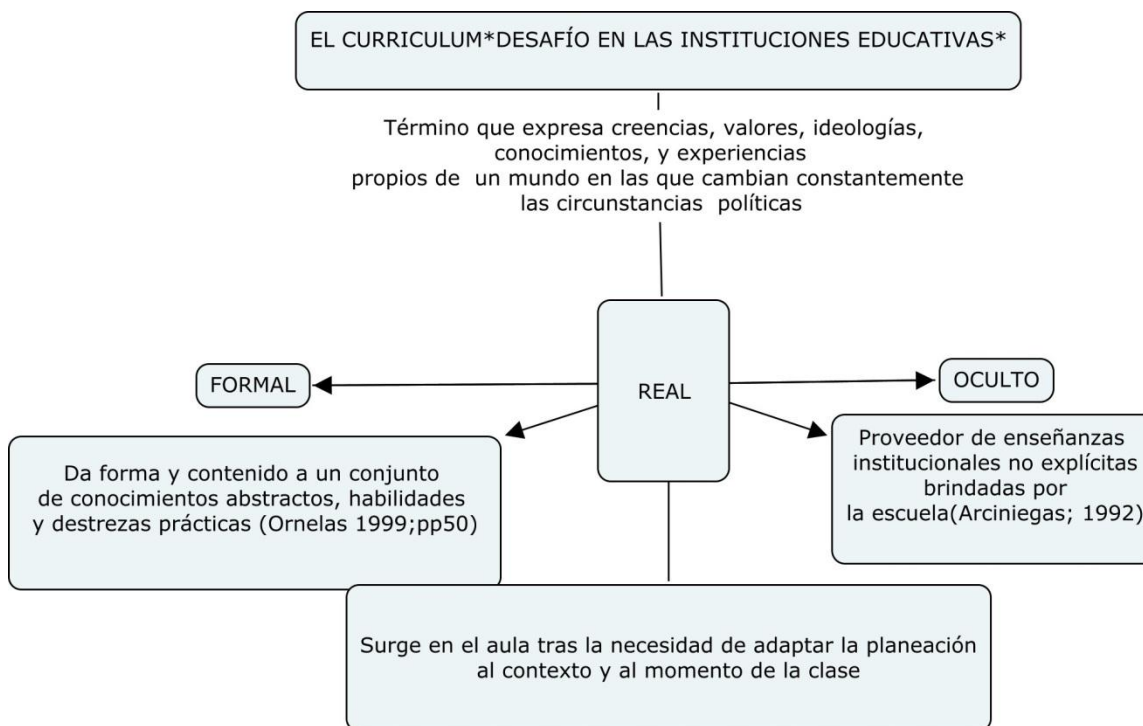 EL CURRICULUM*DESAFÍO EN LAS INSTITUCIONES EDUCATIVAS*
Término que expresa creencias, valores, ideologías,
conocimientos, y experiencias
propios de un mundo en las que cambian constantemente
las circunstancias políticas
FORMAL
REAL
OCULTO
Da forma y contenido a un conjunto
de conocimientos abstractos, habilidades
y destrezas prácticas (Ornelas 1999;pp50)
Proveedor de enseñanzas
institucionales no explícitas
brindadas por
la escuela(Arciniegas; 1992)
Surge en el aula tras la necesidad de adaptar la planeación
al contexto y al momento de la clase